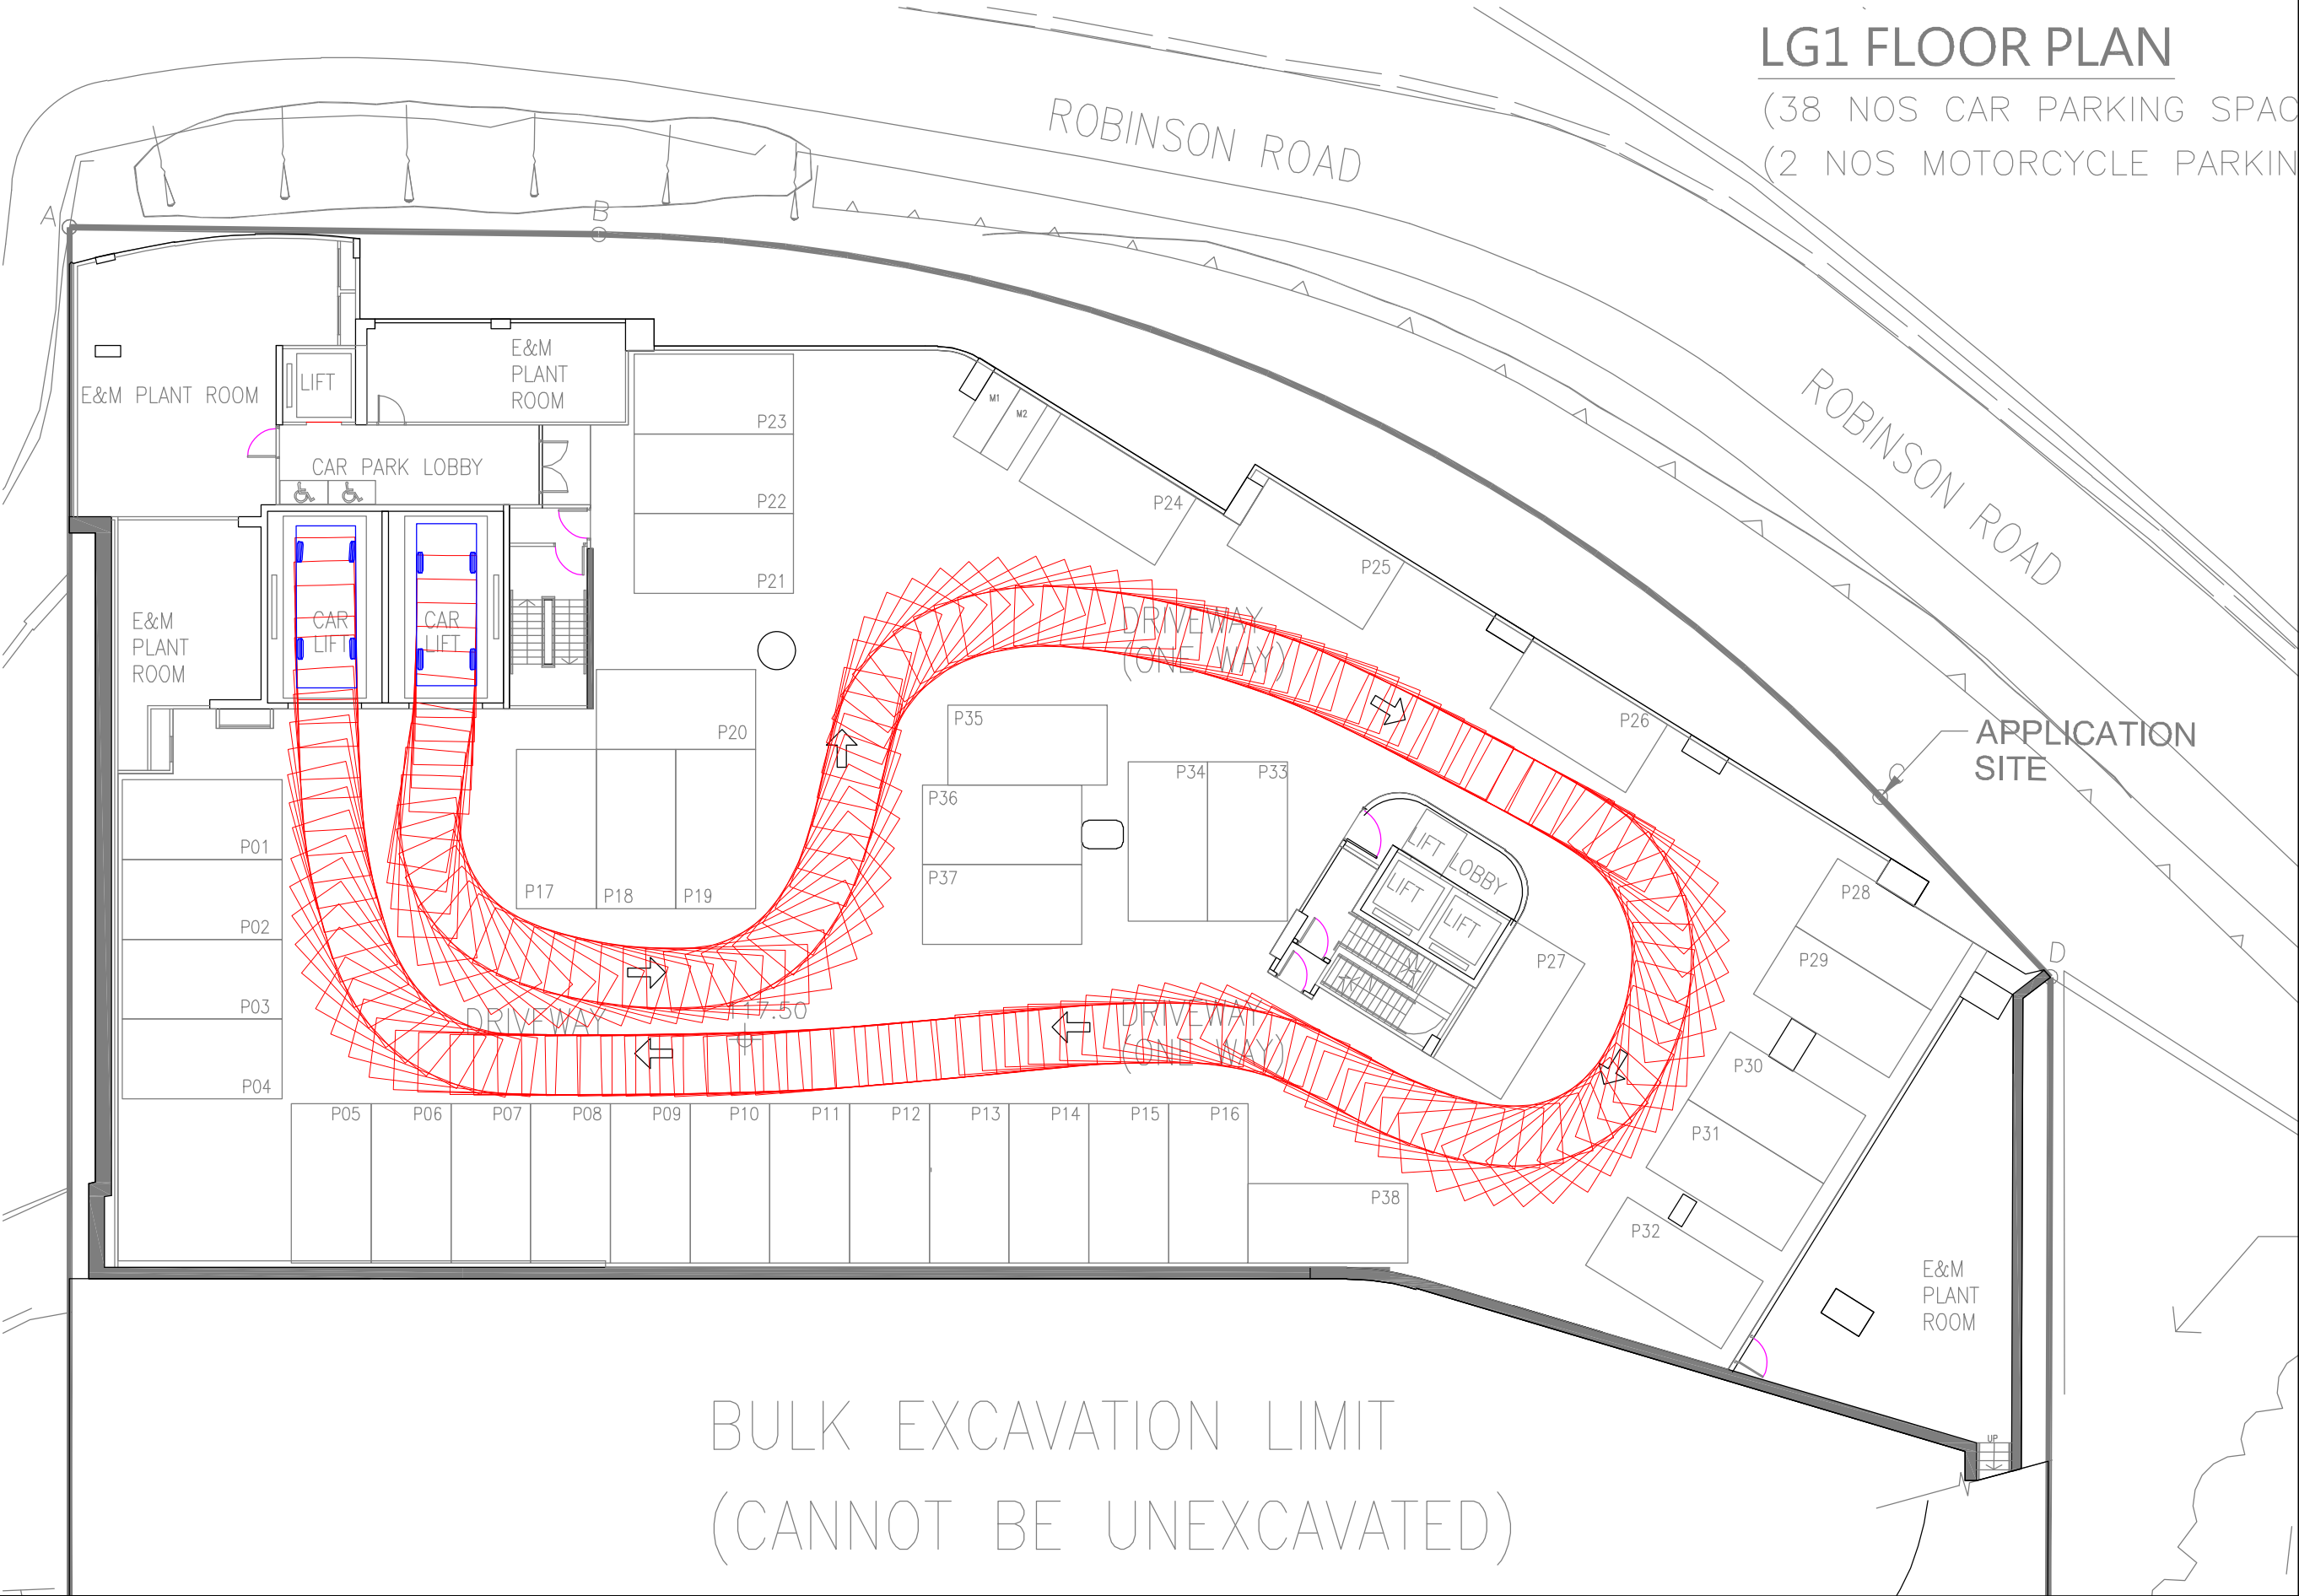 LG1 FLOOR PLAN
(38 NOS CAR PARKING SPAC
(2 NOS MOTORCYCLE PARKIN
ROBINSON ROAD
A
B
E&M PLANT ROOM
LIFT
E&M
PLANT
ROOM
CAR PARK LOBBY
P23
P22
P21
M1
M2
P24
P25
ROBINSON ROAD
E&M
PLANT
ROOM
CAR
LIFT
CAR
LIFT
DRIVEWAY
(ONE WAY)
P20
P35
P26
APPLICATION
SITE
C
P36
P34
P33
P01
P02
P03
P04
P17
P18
P19
P37
LIFT LOBBY
LIFT
LIFT
P27
P28
P29
D
DRIVEWAY
+17.50
DRIVEWAY
(ONE WAY)
P30
P31
P32
P05
P06
P07
P08
P09
P10
P11
P12
P13
P14
P15
P16
P38
E&M
PLANT
ROOM
UP
BULK EXCAVATION LIMIT
(CANNOT BE UNEXCAVATED)